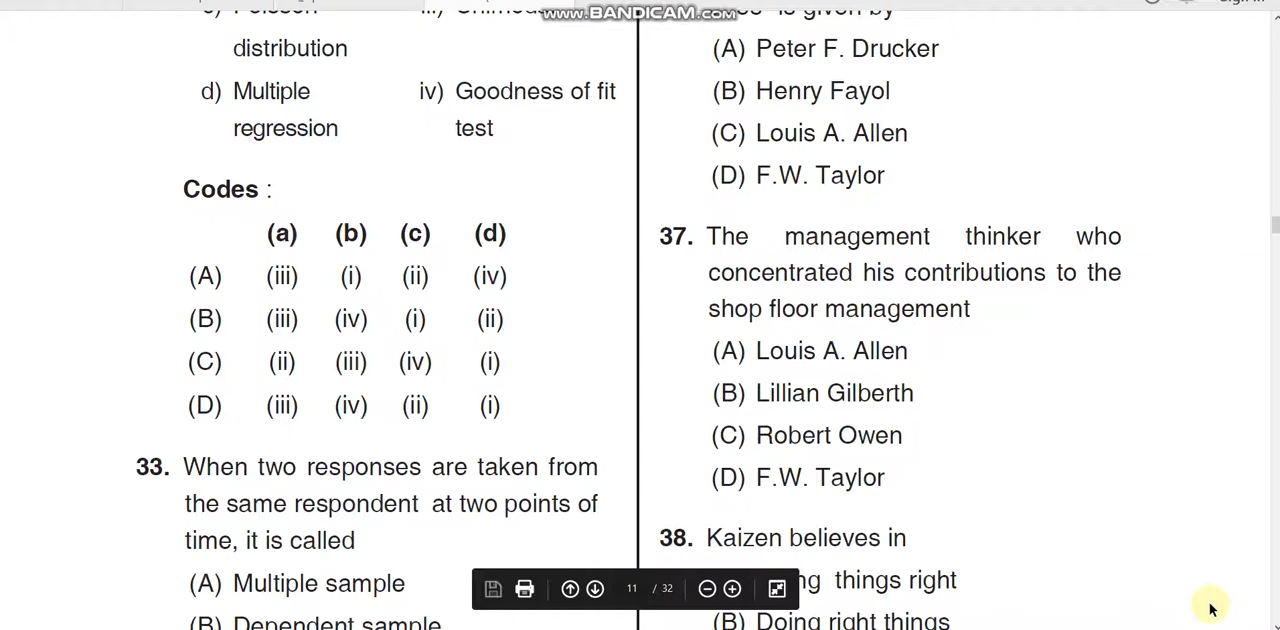 www.BANDICAM.com
distribution
d) Multiple
regression
iv) Goodness of fit
test
Codes :
(a) (b) (c) (d)
(A) (iii) (i) (ii) (iv)
(B) (iii) (iv) (i) (ii)
(C) (ii) (iii) (iv) (i)
(D) (iii) (iv) (ii) (i)
33. When two responses are taken from
the same respondent at two points of
time, it is called
(A) Multiple sample
(B) Dependent sample
is given by
(A) Peter F. Drucker
(B) Henry Fayol
(C) Louis A. Allen
(D) F.W. Taylor
37. The management thinker who
concentrated his contributions to the
shop floor management
(A) Louis A. Allen
(B) Lillian Gilberth
(C) Robert Owen
(D) F.W. Taylor
38. Kaizen believes in
things right
(B) Doing right things
11 / 32